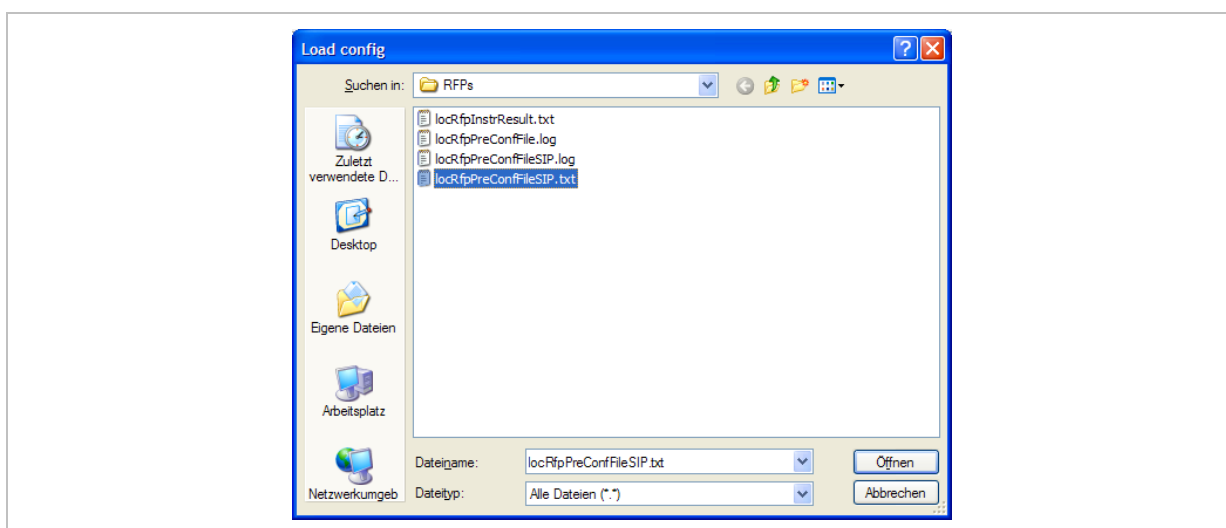 Load config
Suchen in:
RFPs
locRfpInstrResult.txt
locRfpPreConfFile.log
locRfpPreConfFileSIP.log
locRfpPreConfFileSIP.txt
Zuletzt
verwendete D...
Desktop
Eigene Dateien
Arbeitsplatz
Netzwerkumgeb
Dateiname:
locRfpPreConfFileSIP.txt
Öffnen
Dateityp:
Alle Dateien (*.*)
Abbrechen